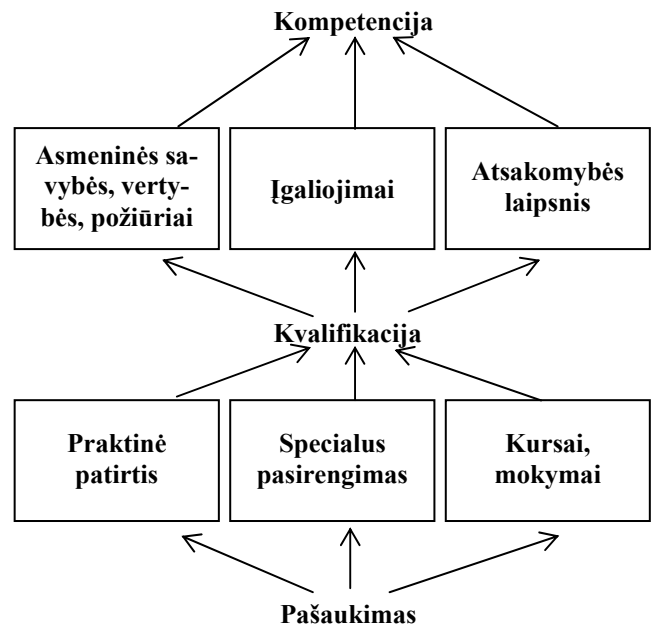 Kompetencija
Asmeninės sa-
vybės, verty-
bės, požiūriai
Įgaliojimai
Atsakomybės
laipsnis
Kvalifikacija
Praktinė
patirtis
Specialus
pasirengimas
Kursai,
mokymai
Pašaukimas